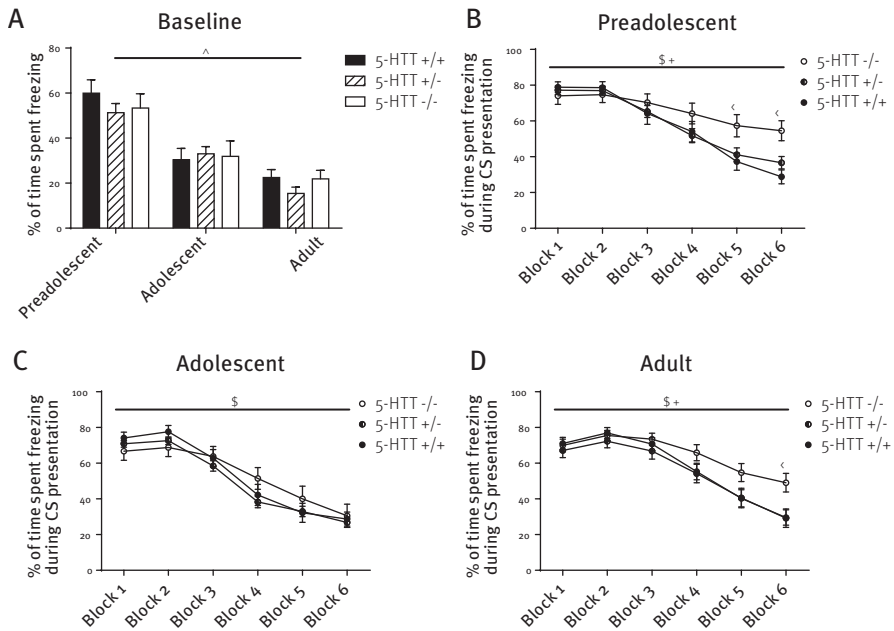 A
Baseline
% of time spent freezing
80
60
40
20
0
^
5-HTT +/+
5-HTT +/-
5-HTT -/-
Preadolescent
Adolescent
Adult
B
Preadolescent
% of time spent freezing
during CS presentation
100
80
60
40
20
0
$ +
<
<
5-HTT -/-
5-HTT +/-
5-HTT +/+
Block 1
Block 2
Block 3
Block 4
Block 5
Block 6
C
Adolescent
% of time spent freezing
during CS presentation
100
80
60
40
20
0
$
5-HTT -/-
5-HTT +/-
5-HTT +/+
Block 1
Block 2
Block 3
Block 4
Block 5
Block 6
D
Adult
% of time spent freezing
during CS presentation
100
80
60
40
20
0
$ +
<
5-HTT -/-
5-HTT +/-
5-HTT +/+
Block 1
Block 2
Block 3
Block 4
Block 5
Block 6